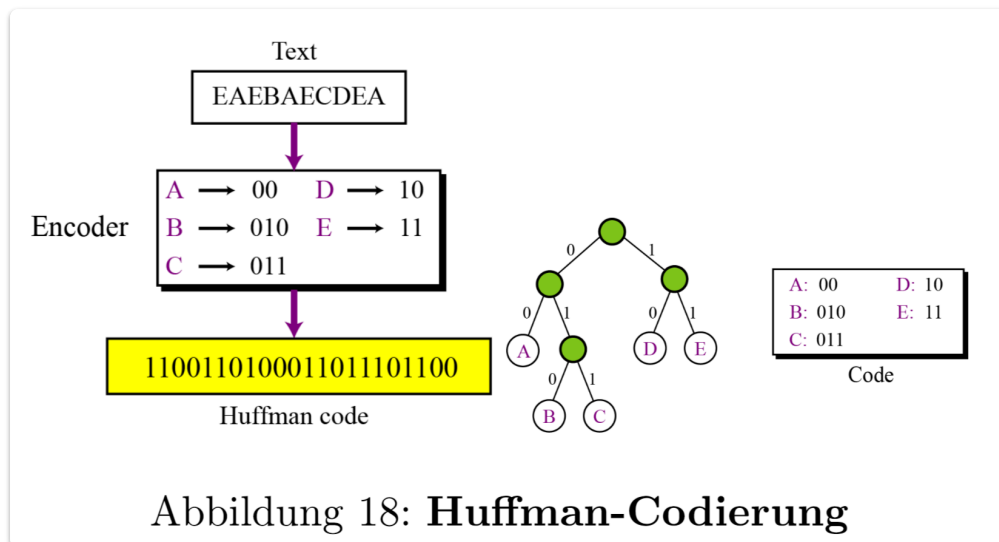 Text
EAEBAECDEA
Encoder
A → 00 D → 10
B → 010 E → 11
C → 011
1100110100011011101100
Huffman code
0 1
0 1 0 1
A D E
0 1
B C
A: 00 D: 10
B: 010 E: 11
C: 011
Code
Abbildung 18: Huffman-Codierung